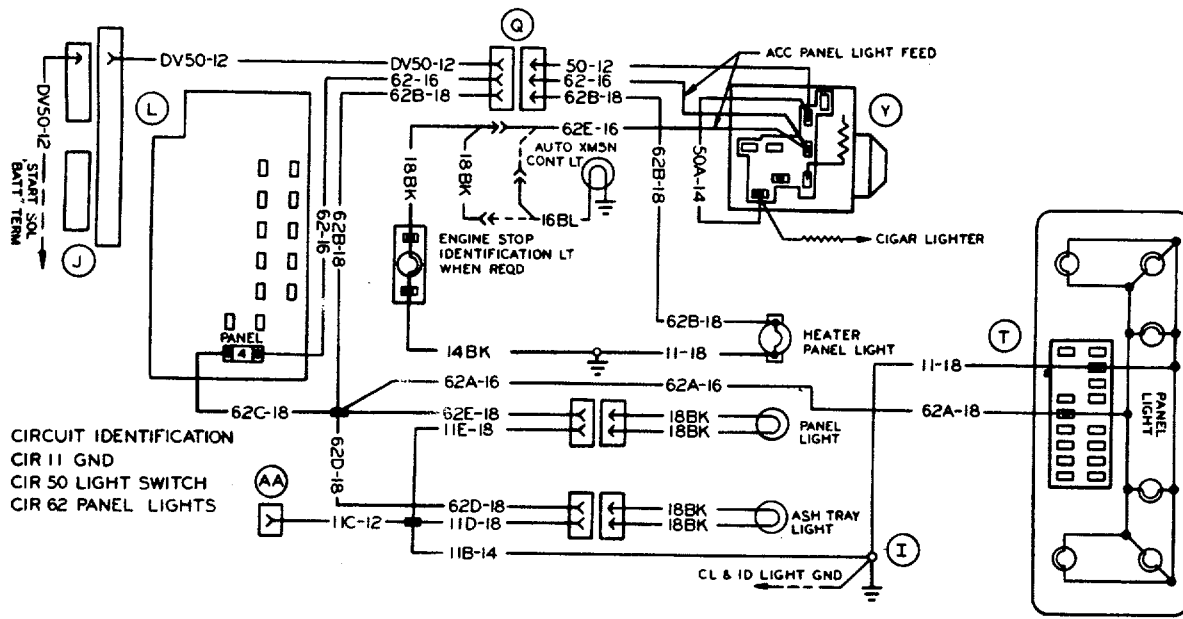 Q
DV50-12
DV50-12
50-12
ACC PANEL LIGHT FEED
62-16
62-16
62B-18
62B-18
L
Y
DV50-12
62E-16
AUTO XMSN
CONT LT
18BK
18BK
62B-18
50A-14
START SOL
"BATT" TERM
62-16
62B-18
16BL
J
ENGINE STOP
IDENTIFICATION LT
WHEN REQD
CIGAR LIGHTER
PANEL
4
62B-18
HEATER
PANEL LIGHT
T
14BK
11-18
11-18
62A-16
62A-16
62C-18
62E-18
18BK
PANEL
LIGHT
62A-18
PANEL
LIGHT
11E-18
18BK
CIRCUIT IDENTIFICATION
CIR 11 GND
CIR 50 LIGHT SWITCH
CIR 62 PANEL LIGHTS
62D-18
AA
62D-18
18BK
ASH TRAY
LIGHT
11C-12
11D-18
18BK
11B-14
I
CL & ID LIGHT GND